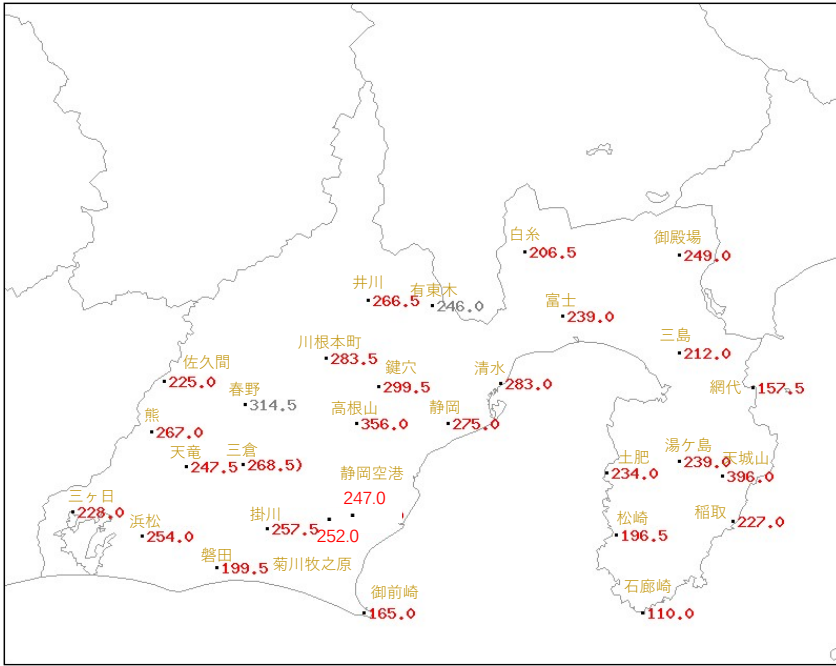 白糸
206.5
御殿場
249.0
井川
266.5
有東木
246.0
富士
239.0
川根本町
283.5
三島
212.0
佐久間
225.0
鍵穴
299.5
清水
283.0
網代
157.5
春野
314.5
熊
267.0
高根山
356.0
静岡
275.0
天竜
247.5
三倉
268.5)
静岡空港
247.0
土肥
234.0
湯ケ島
239.0
天城山
396.0
三ヶ日
228.0
浜松
254.0
掛川
257.5
252.0
菊川牧之原
松崎
196.5
稲取
227.0
磐田
199.5
御前崎
165.0
石廊崎
110.0